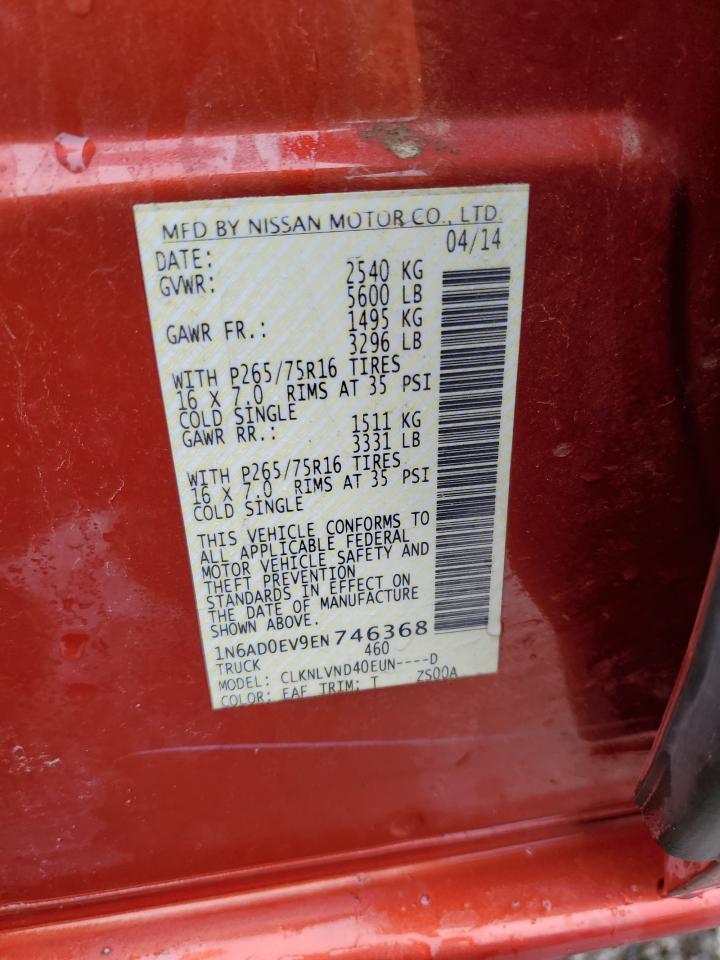 MFD BY NISSAN MOTOR CO., LTD.
DATE: 04/14
GVWR: 2540 KG
5600 LB
GAWR FR.: 1495 KG
3296 LB
WITH P265/75R16 TIRES
16 X 7.0 RIMS AT 35 PSI
COLD SINGLE
GAWR RR.: 1511 KG
3331 LB
WITH P265/75R16 TIRES
16 X 7.0 RIMS AT 35 PSI
COLD SINGLE
THIS VEHICLE CONFORMS TO
ALL APPLICABLE FEDERAL
MOTOR VEHICLE SAFETY AND
THEFT PREVENTION
STANDARDS IN EFFECT ON
THE DATE OF MANUFACTURE
SHOWN ABOVE.
1N6AD0EV9EN746368
TRUCK 460
MODEL: CLKNLVND40EUN----D
COLOR: EAF TRIM: T ZS00A